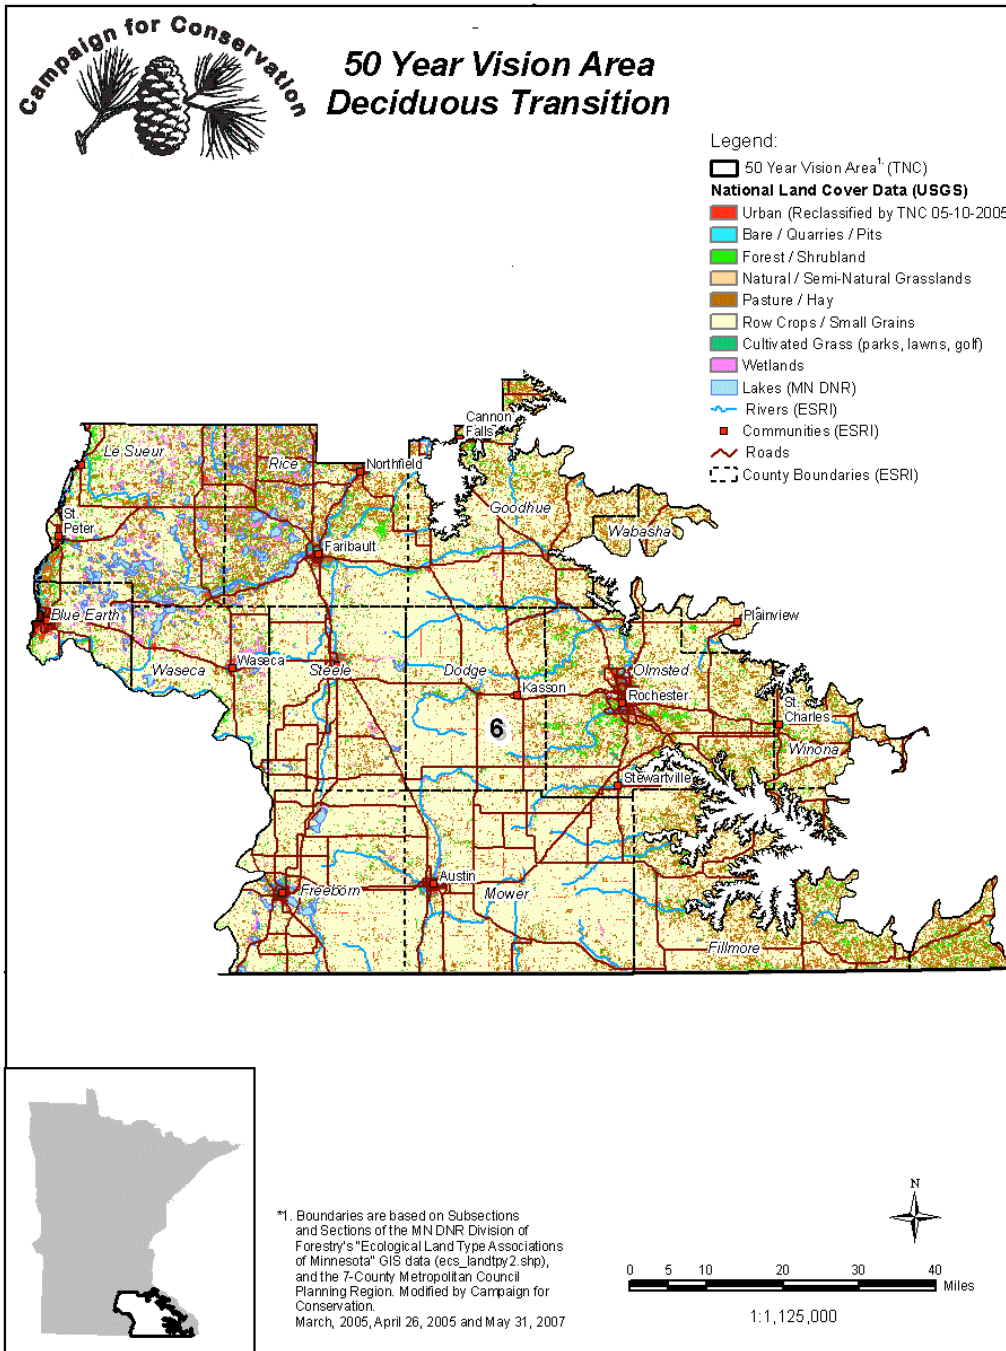 Campaign for Conservation
50 Year Vision Area
Deciduous Transition
Legend:
50 Year Vision Area1. (TNC)
National Land Cover Data (USGS)
Urban (Reclassified by TNC 05-10-2005
Bare / Quarries / Pits
Forest / Shrubland
Natural / Semi-Natural Grasslands
Pasture / Hay
Row Crops / Small Grains
Cultivated Grass (parks, lawns, golf)
Wetlands
Lakes (MN DNR)
Rivers (ESRI)
Communities (ESRI)
Roads
County Boundaries (ESRI)
Cannon
Falls
Le Sueur
Rice
Northfield
Goodhue
St.
Peter
Wabasha
Faribault
Blue Earth
Plainview
Waseca
Waseca
Steele
Dodge
Olmsted
Kasson
Rochester
St.
Charles
6
Winona
Stewartville
Freeborn
Austin
Mower
Fillmore
*1. Boundaries are based on Subsections
and Sections of the MN DNR Division of
Forestry's "Ecological Land Type Associations
of Minnesota" GIS data (ecs_landtpy2.shp),
and the 7-County Metropolitan Council
Planning Region. Modified by Campaign for
Conservation.
March, 2005, April 26, 2005 and May 31, 2007
N
0 5 10 20 30 40
Miles
1:1,125,000